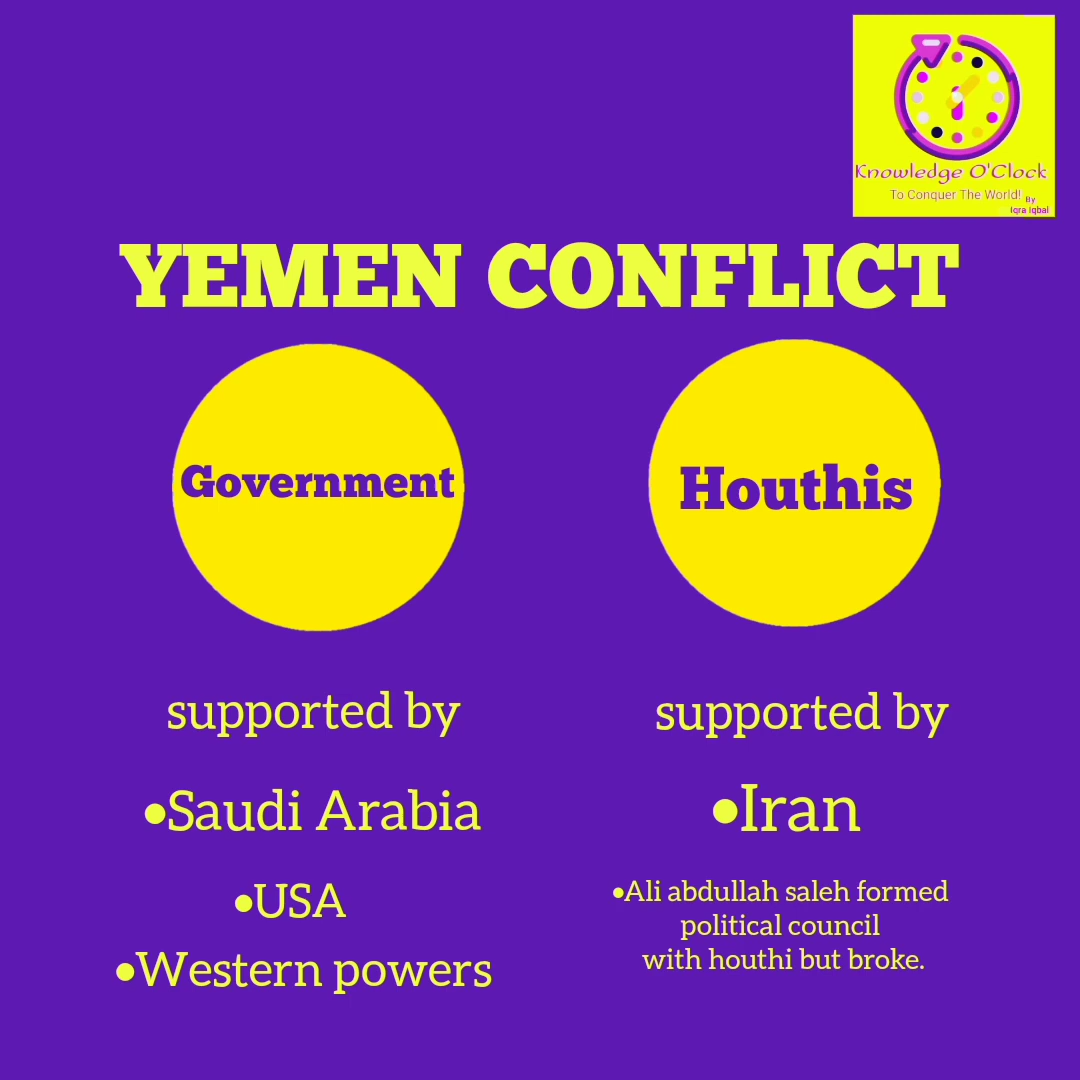 Knowledge O'Clock
To Conquer The World!
By
Iqra Iqbal
YEMEN CONFLICT
Government
supported by
•Saudi Arabia
•USA
•Western powers
Houthis
supported by
•Iran
•Ali abdullah saleh formed
political council
with houthi but broke.